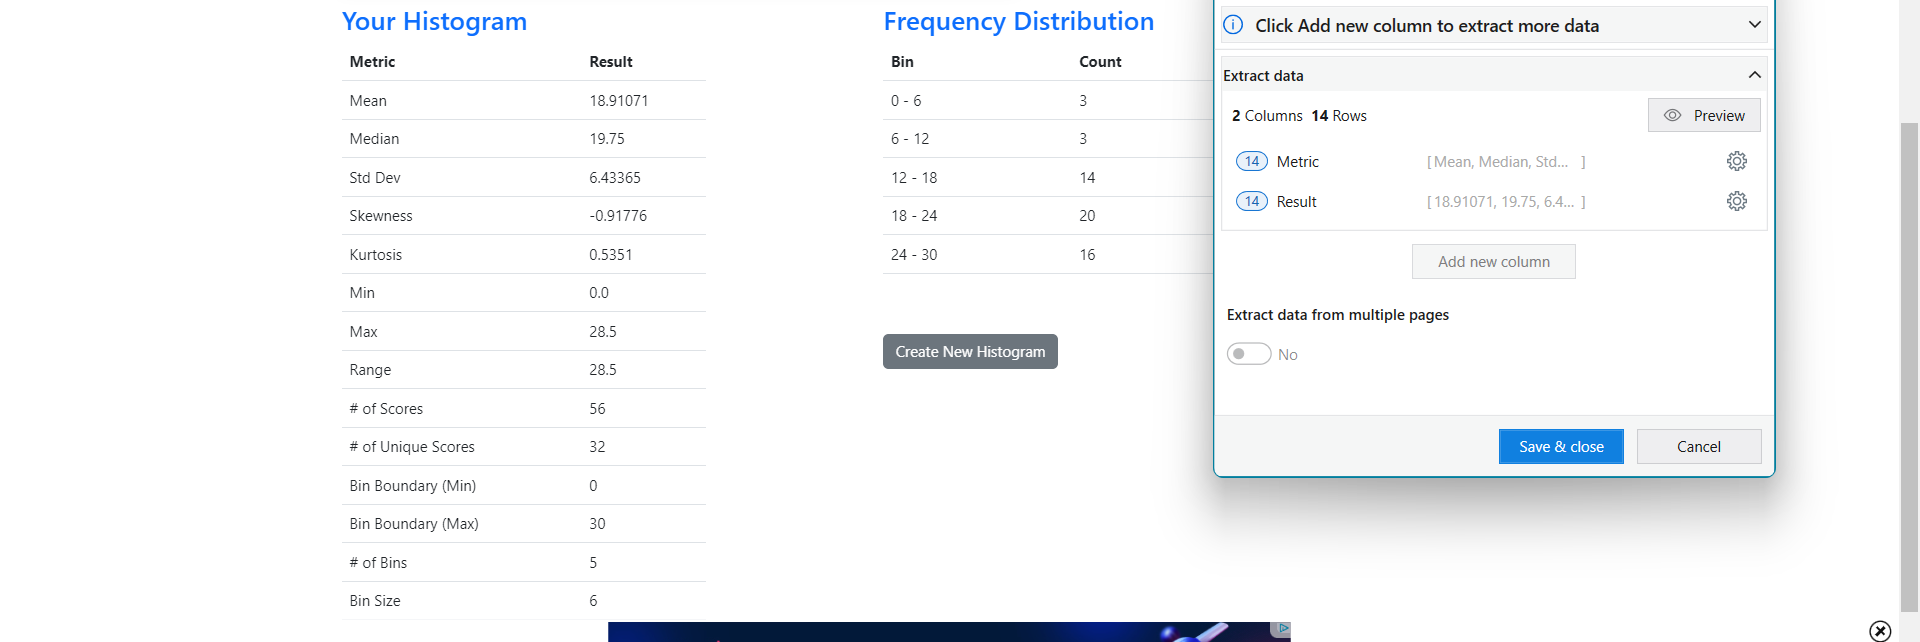 Your Histogram
Metric Result
Mean 18.91071
Median 19.75
Std Dev 6.43365
Skewness -0.91776
Kurtosis 0.5351
Min 0.0
Max 28.5
Range 28.5
# of Scores 56
# of Unique Scores 32
Bin Boundary (Min) 0
Bin Boundary (Max) 30
# of Bins 5
Bin Size 6
Frequency Distribution
Bin Count
0 - 6 3
6 - 12 3
12 - 18 14
18 - 24 20
24 - 30 16
Create New Histogram
Click Add new column to extract more data
Extract data
2 Columns 14 Rows
Preview
14 Metric [ Mean, Median, Std... ]
14 Result [ 18.91071, 19.75, 6.4... ]
Add new column
Extract data from multiple pages
No
Save & close
Cancel